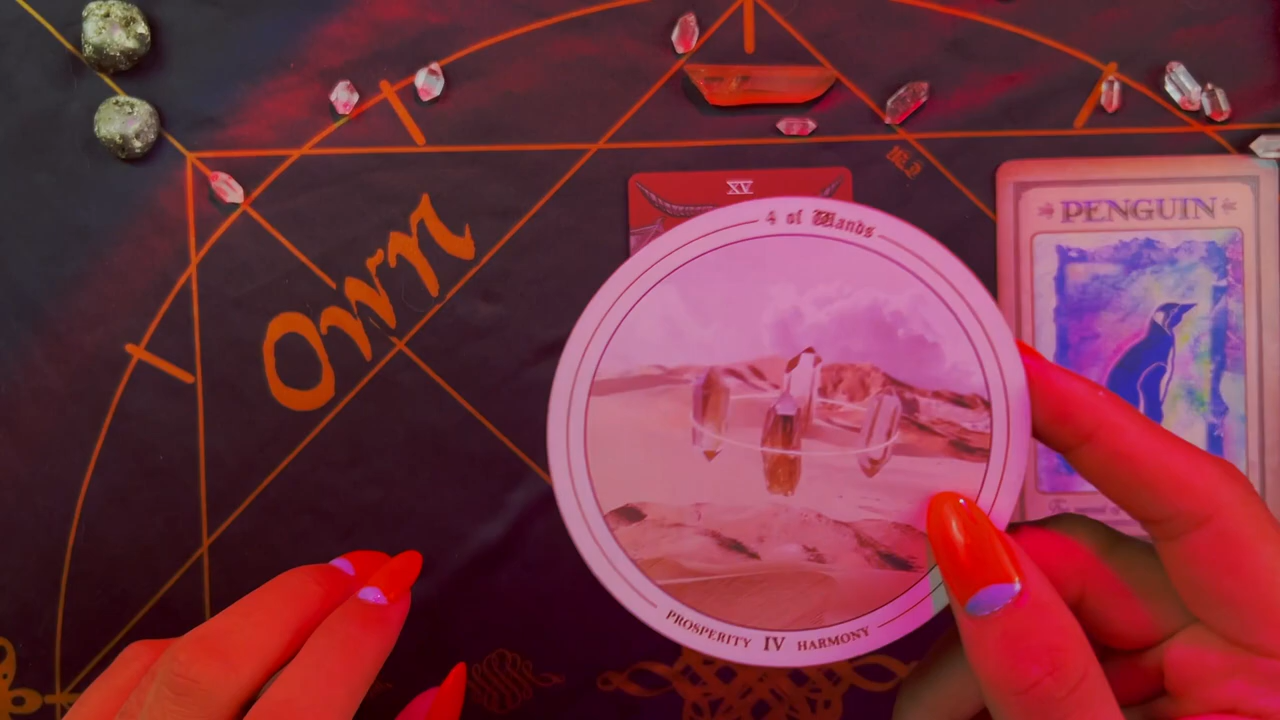 XV
4 of Wands
PENGUIN
Own
PROSPERITY IV HARMONY